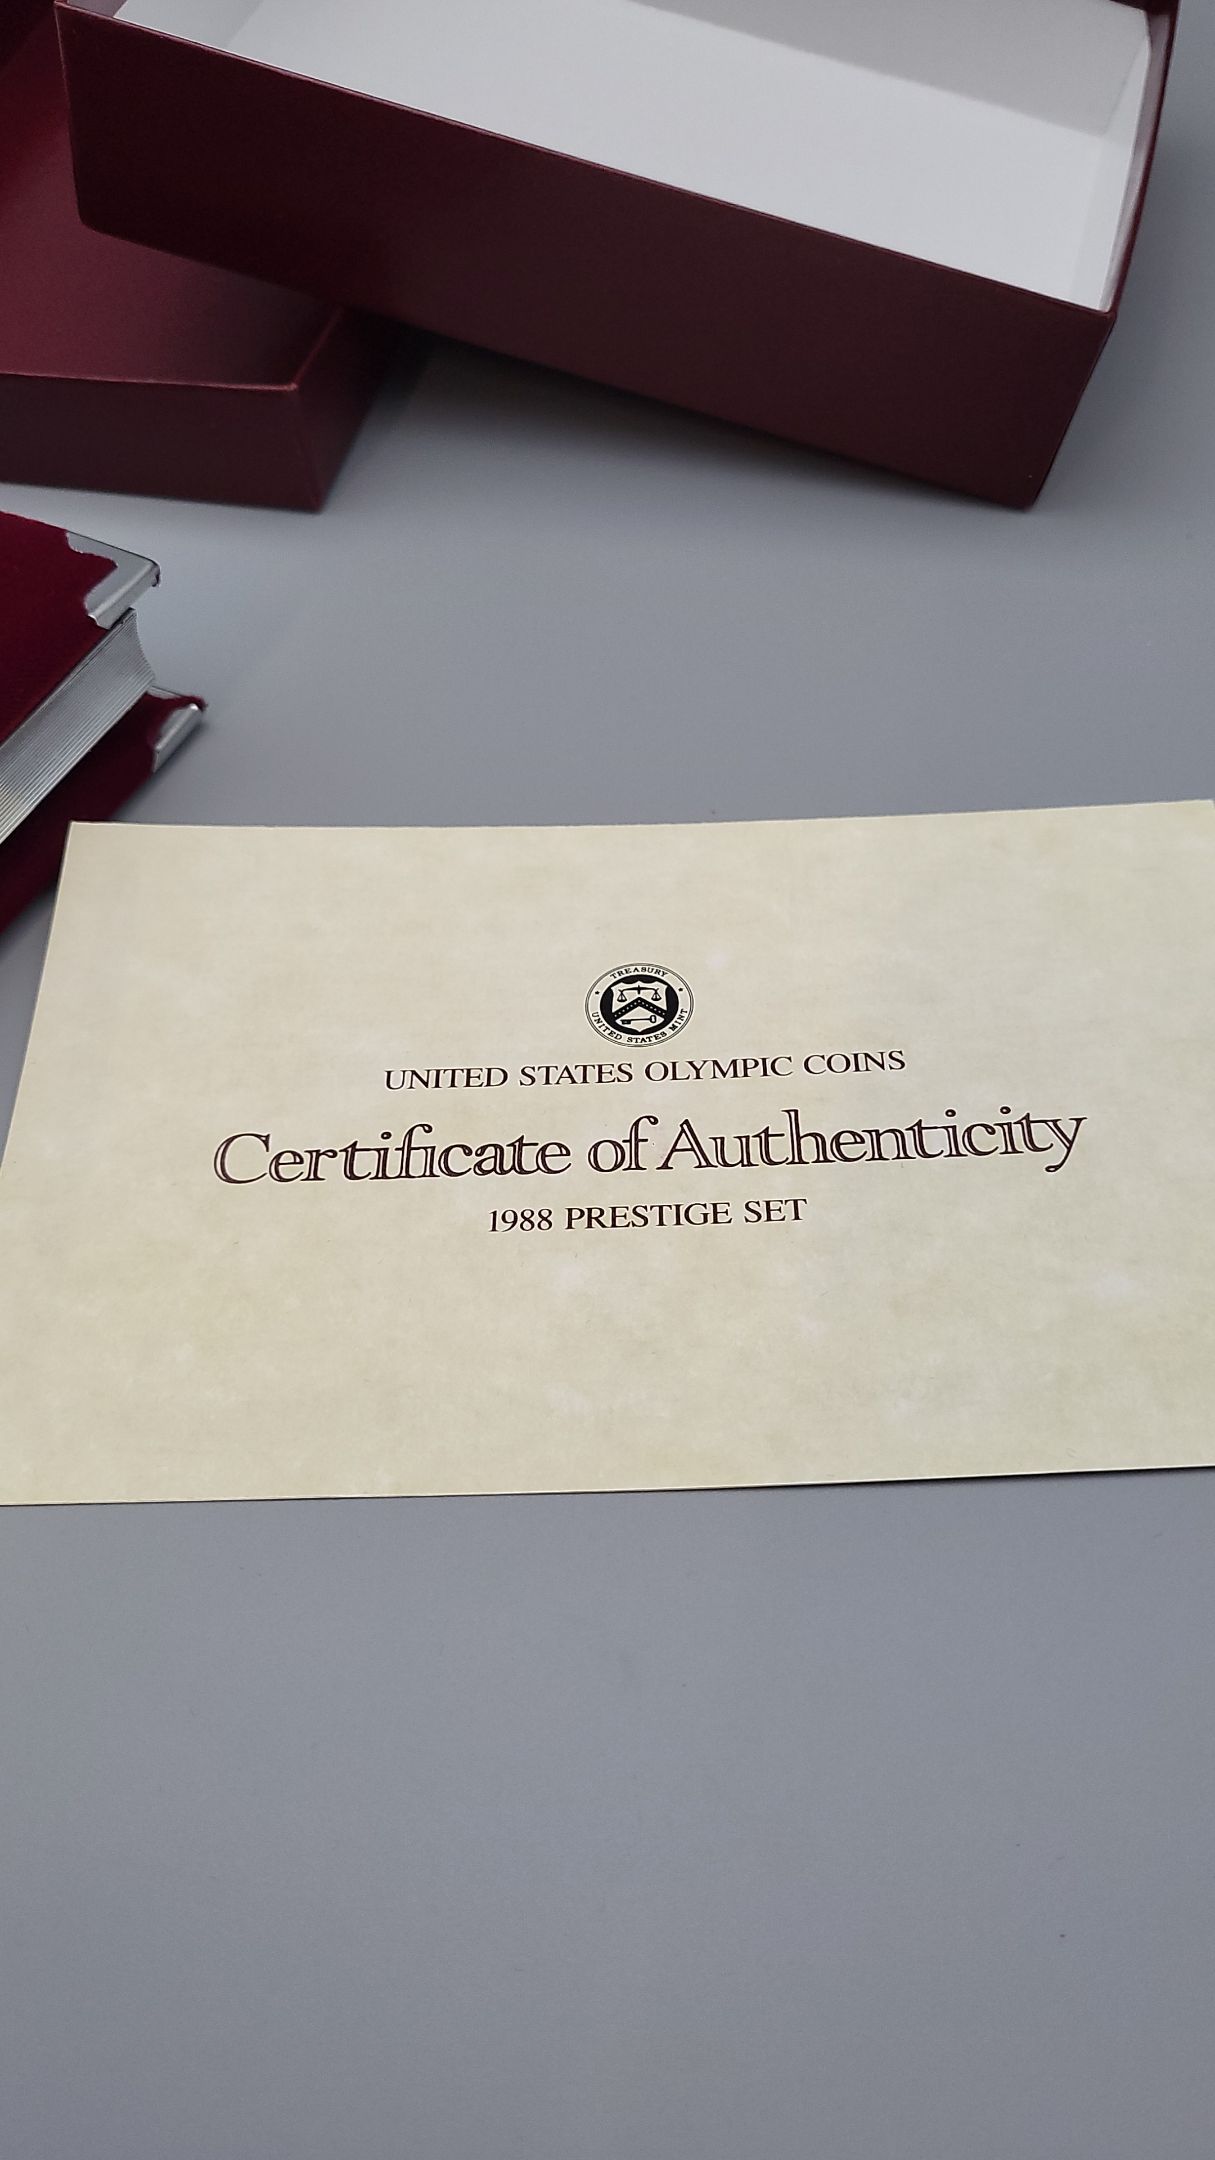 TREASURY
UNITED STATES MINT
UNITED STATES OLYMPIC COINS
Certificate of Authenticity
1988 PRESTIGE SET